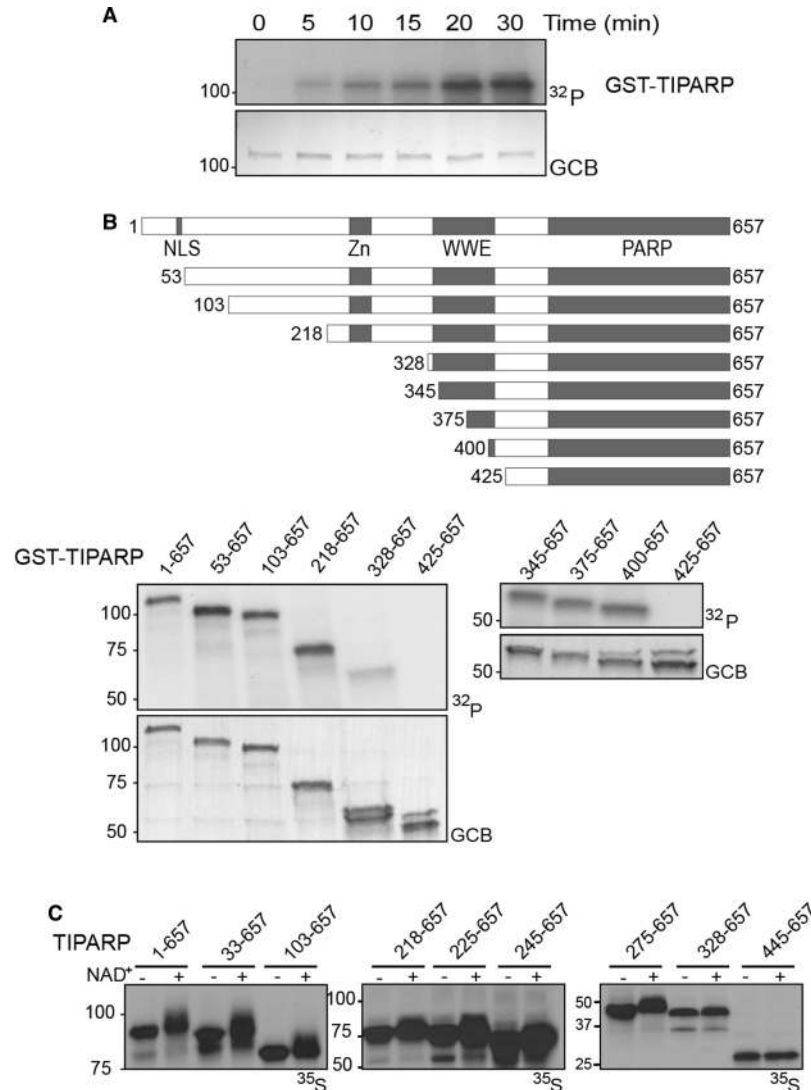 A
0 5 10 15 20 30 Time (min)
100
32P
GST-TIPARP
100
GCB
B
1 657
NLS Zn WWE PARP
53 657
103 657
218 657
328 657
345 657
375 657
400 657
425 657
GST-TIPARP
1-657 53-657 103-657 218-657 328-657 425-657
100
75
50
32P
100
75
50
GCB
345-657 375-657 400-657 425-657
50
32P
50
GCB
C
TIPARP
1-657 33-657 103-657
NAD+ - + - + - +
100
75
35S
218-657 225-657 245-657
- + - + - +
100
75
50
35S
275-657 328-657 445-657
- + - + - +
50
37
25
35S